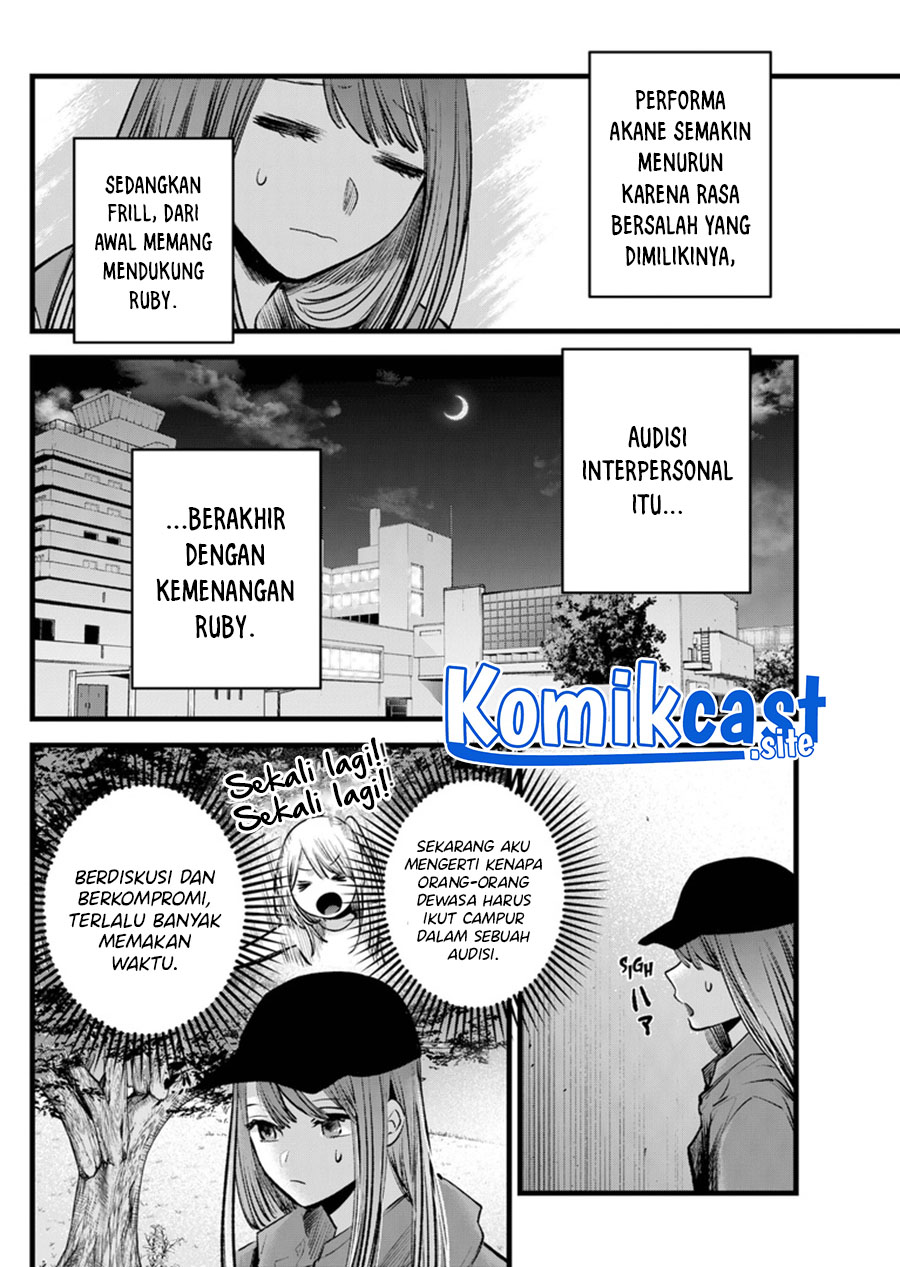 PERFORMA
AKANE SEMAKIN
MENURUN
KARENA RASA
BERSALAH YANG
DIMILIKINYA,
SEDANGKAN
FRILL, DARI
AWAL MEMANG
MENDUKUNG
RUBY.
AUDISI
INTERPERSONAL
ITU...
...BERAKHIR
DENGAN
KEMENANGAN
RUBY.
Komikcast
.site
SIGH
ハァ
SEKARANG AKU
MENGERTI KENAPA
ORANG-ORANG
DEWASA HARUS
IKUT CAMPUR
DALAM SEBUAH
AUDISI.
Sekali lagi!
Sekali lagi!
BERDISKUSI DAN
BERKOMPROMI,
TERLALU BANYAK
MEMAKAN
WAKTU.